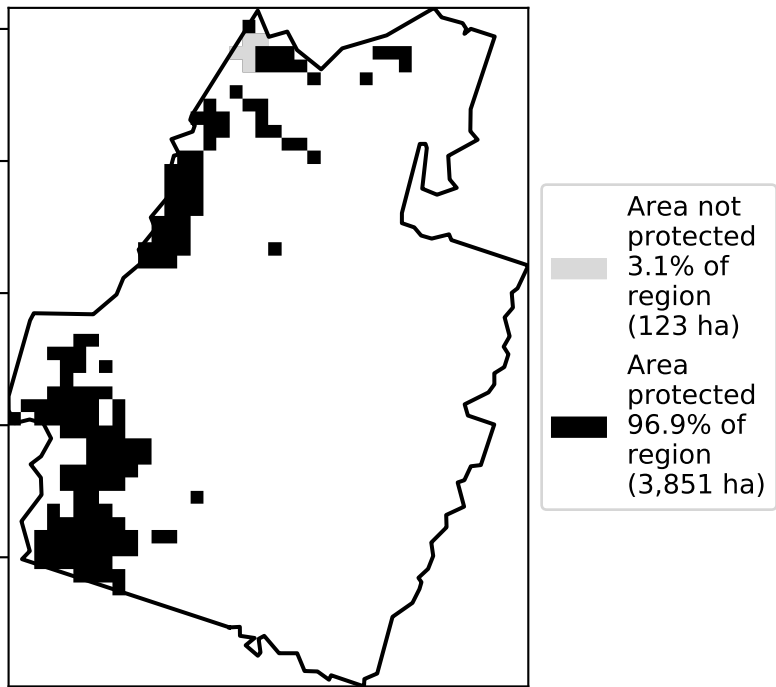 Area not
protected
3.1% of
region
(123 ha)
Area
protected
96.9% of
region
(3,851 ha)